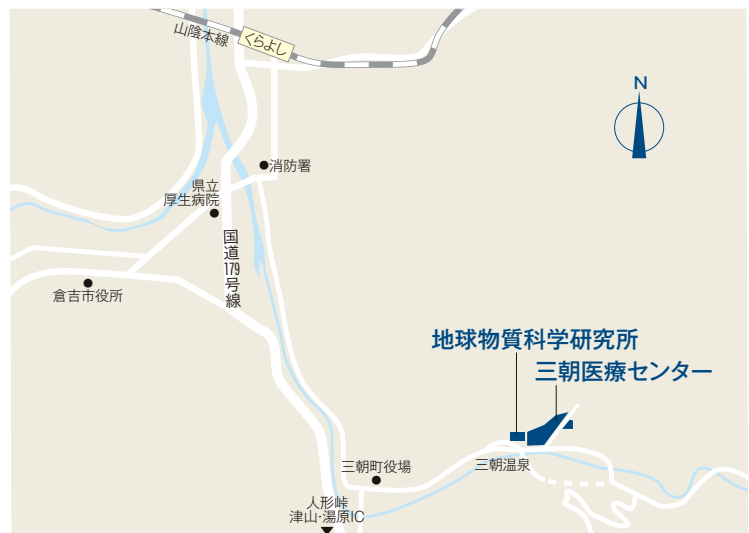 山陰本線
くらよし
N
消防署
県立
厚生病院
国道179号線
倉吉市役所
地球物質科学研究所
三朝医療センター
三朝町役場
三朝温泉
人形峠
津山・湯原IC